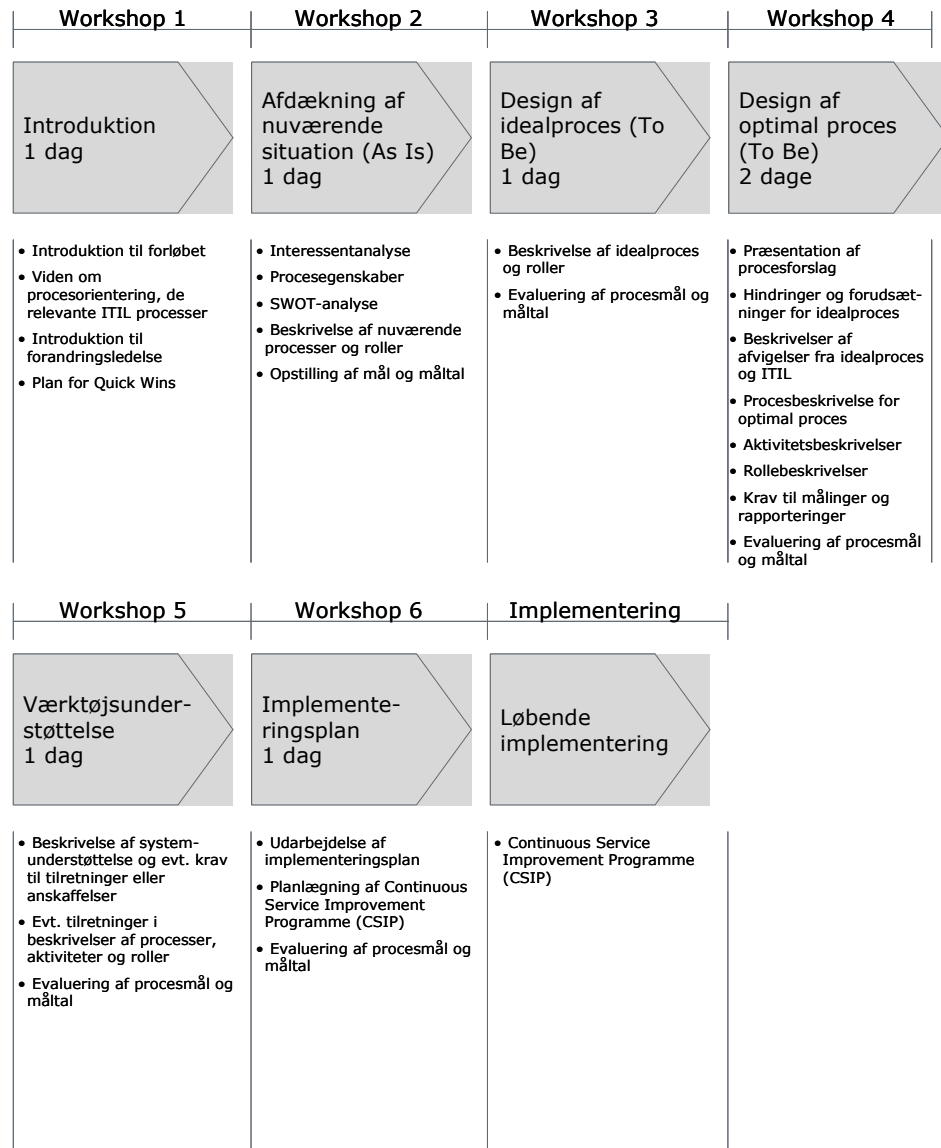 Workshop 1
Introduktion
1 dag
• Introduktion til forløbet
• Viden om
procesorientering, de
relevante ITIL processer
• Introduktion til
forandringsledelse
• Plan for Quick Wins
Workshop 2
Afdækning af
nuværende
situation (As Is)
1 dag
• Interessentanalyse
• Procesegenskaber
• SWOT-analyse
• Beskrivelse af nuværende
processer og roller
• Opstilling af mål og måltal
Workshop 3
Design af
idealproces (To
Be)
1 dag
• Beskrivelse af idealproces
og roller
• Evaluering af procesmål og
måltal
Workshop 4
Design af
optimal proces
(To Be)
2 dage
• Præsentation af
procesforslag
• Hindringer og forudsæt-
ninger for idealproces
• Beskrivelser af
afvigelser fra idealproces
og ITIL
• Procesbeskrivelse for
optimal proces
• Aktivitetsbeskrivelser
• Rollebeskrivelser
• Krav til målinger og
rapporteringer
• Evaluering af procesmål
og måltal
Workshop 5
Værktøjsunder-
støttelse
1 dag
• Beskrivelse af system-
understøttelse og evt. krav
til tilretninger eller
anskaffelser
• Evt. tilretninger i
beskrivelser af processer,
aktiviteter og roller
• Evaluering af procesmål og
måltal
Workshop 6
Implemente-
ringsplan
1 dag
• Udarbejdelse af
implementeringsplan
• Planlægning af Continuous
Service Improvement
Programme (CSIP)
• Evaluering af procesmål og
måltal
Implementering
Løbende
implementering
• Continuous Service
Improvement Programme
(CSIP)